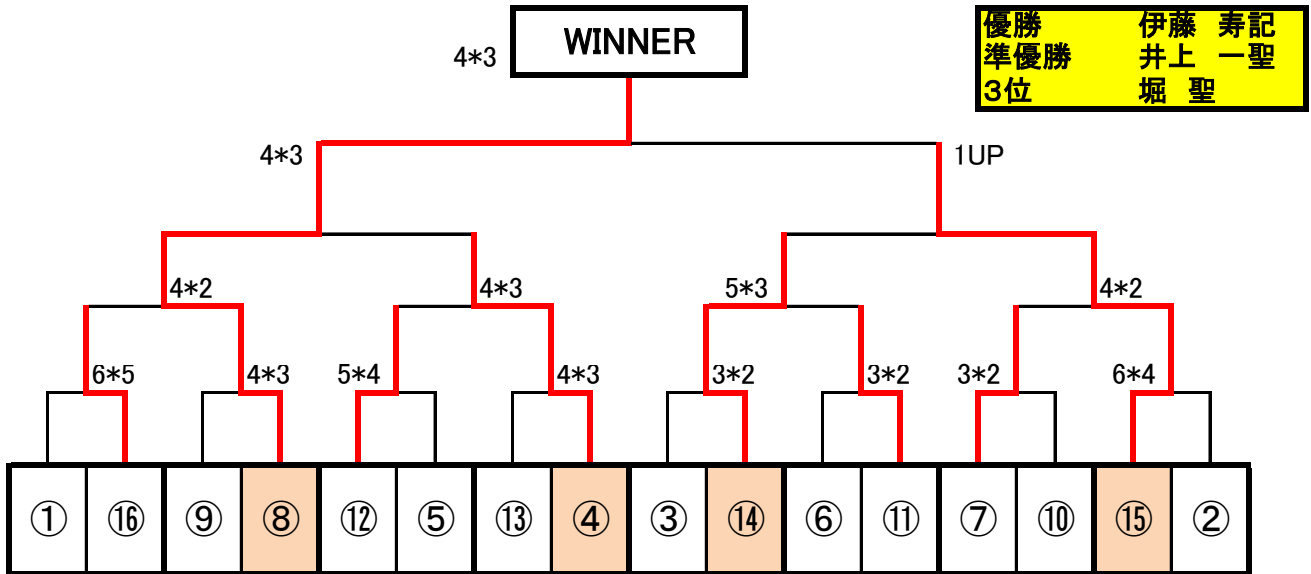 WINNER
優勝 伊藤 寿記
準優勝 井上 一聖
3位 堀 聖
4*3
4*3
1UP
4*2
4*3
5*3
4*2
6*5
4*3
5*4
4*3
3*2
3*2
3*2
6*4
① ⑯ ⑨ ⑧ ⑫ ⑤ ⑬ ④ ③ ⑭ ⑥ ⑪ ⑦ ⑩ ⑮ ②